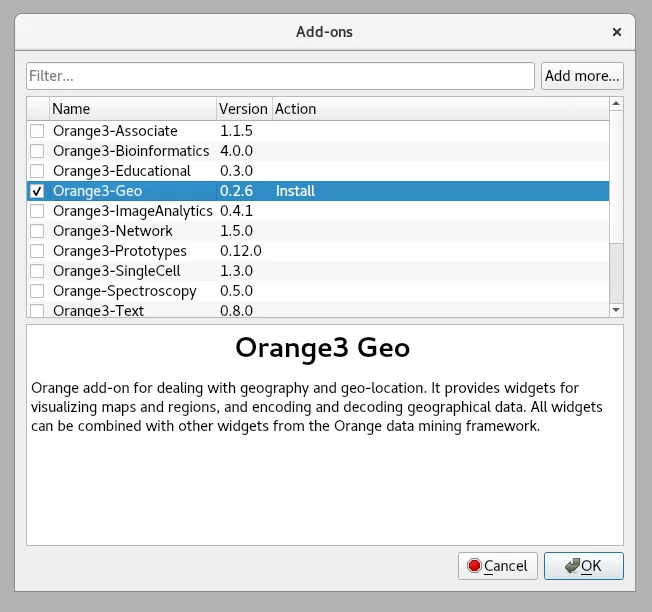 Add-ons
Filter...
Add more...
Name Version Action
Orange3-Associate 1.1.5
Orange3-Bioinformatics 4.0.0
Orange3-Educational 0.3.0
Orange3-Geo 0.2.6 Install
Orange3-ImageAnalytics 0.4.1
Orange3-Network 1.5.0
Orange3-Prototypes 0.12.0
Orange3-SingleCell 1.3.0
Orange-Spectroscopy 0.5.0
Orange3-Text 0.8.0
Orange3 Geo
Orange add-on for dealing with geography and geo-location. It provides widgets for
visualizing maps and regions, and encoding and decoding geographical data. All widgets
can be combined with other widgets from the Orange data mining framework.
Cancel
OK